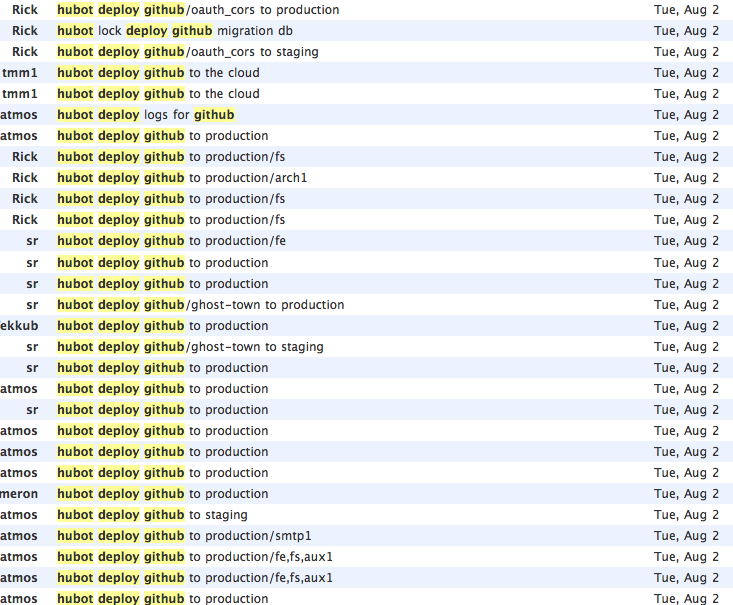 Rick hubot deploy github/oauth_cors to production Tue, Aug 2
Rick hubot lock deploy github migration db Tue, Aug 2
Rick hubot deploy github/oauth_cors to staging Tue, Aug 2
tmm1 hubot deploy github to the cloud Tue, Aug 2
tmm1 hubot deploy github to the cloud Tue, Aug 2
atmos hubot deploy logs for github Tue, Aug 2
atmos hubot deploy github to production Tue, Aug 2
Rick hubot deploy github to production/fs Tue, Aug 2
Rick hubot deploy github to production/arch1 Tue, Aug 2
Rick hubot deploy github to production/fs Tue, Aug 2
Rick hubot deploy github to production/fs Tue, Aug 2
sr hubot deploy github to production/fe Tue, Aug 2
sr hubot deploy github to production Tue, Aug 2
sr hubot deploy github to production Tue, Aug 2
sr hubot deploy github/ghost-town to production Tue, Aug 2
ekkub hubot deploy github to production Tue, Aug 2
sr hubot deploy github/ghost-town to staging Tue, Aug 2
sr hubot deploy github to production Tue, Aug 2
atmos hubot deploy github to production Tue, Aug 2
sr hubot deploy github to production Tue, Aug 2
atmos hubot deploy github to production Tue, Aug 2
atmos hubot deploy github to production Tue, Aug 2
atmos hubot deploy github to production Tue, Aug 2
meron hubot deploy github to production Tue, Aug 2
atmos hubot deploy github to staging Tue, Aug 2
atmos hubot deploy github to production/smtp1 Tue, Aug 2
atmos hubot deploy github to production/fe,fs,aux1 Tue, Aug 2
atmos hubot deploy github to production/fe,fs,aux1 Tue, Aug 2
atmos hubot deploy github to production Tue, Aug 2